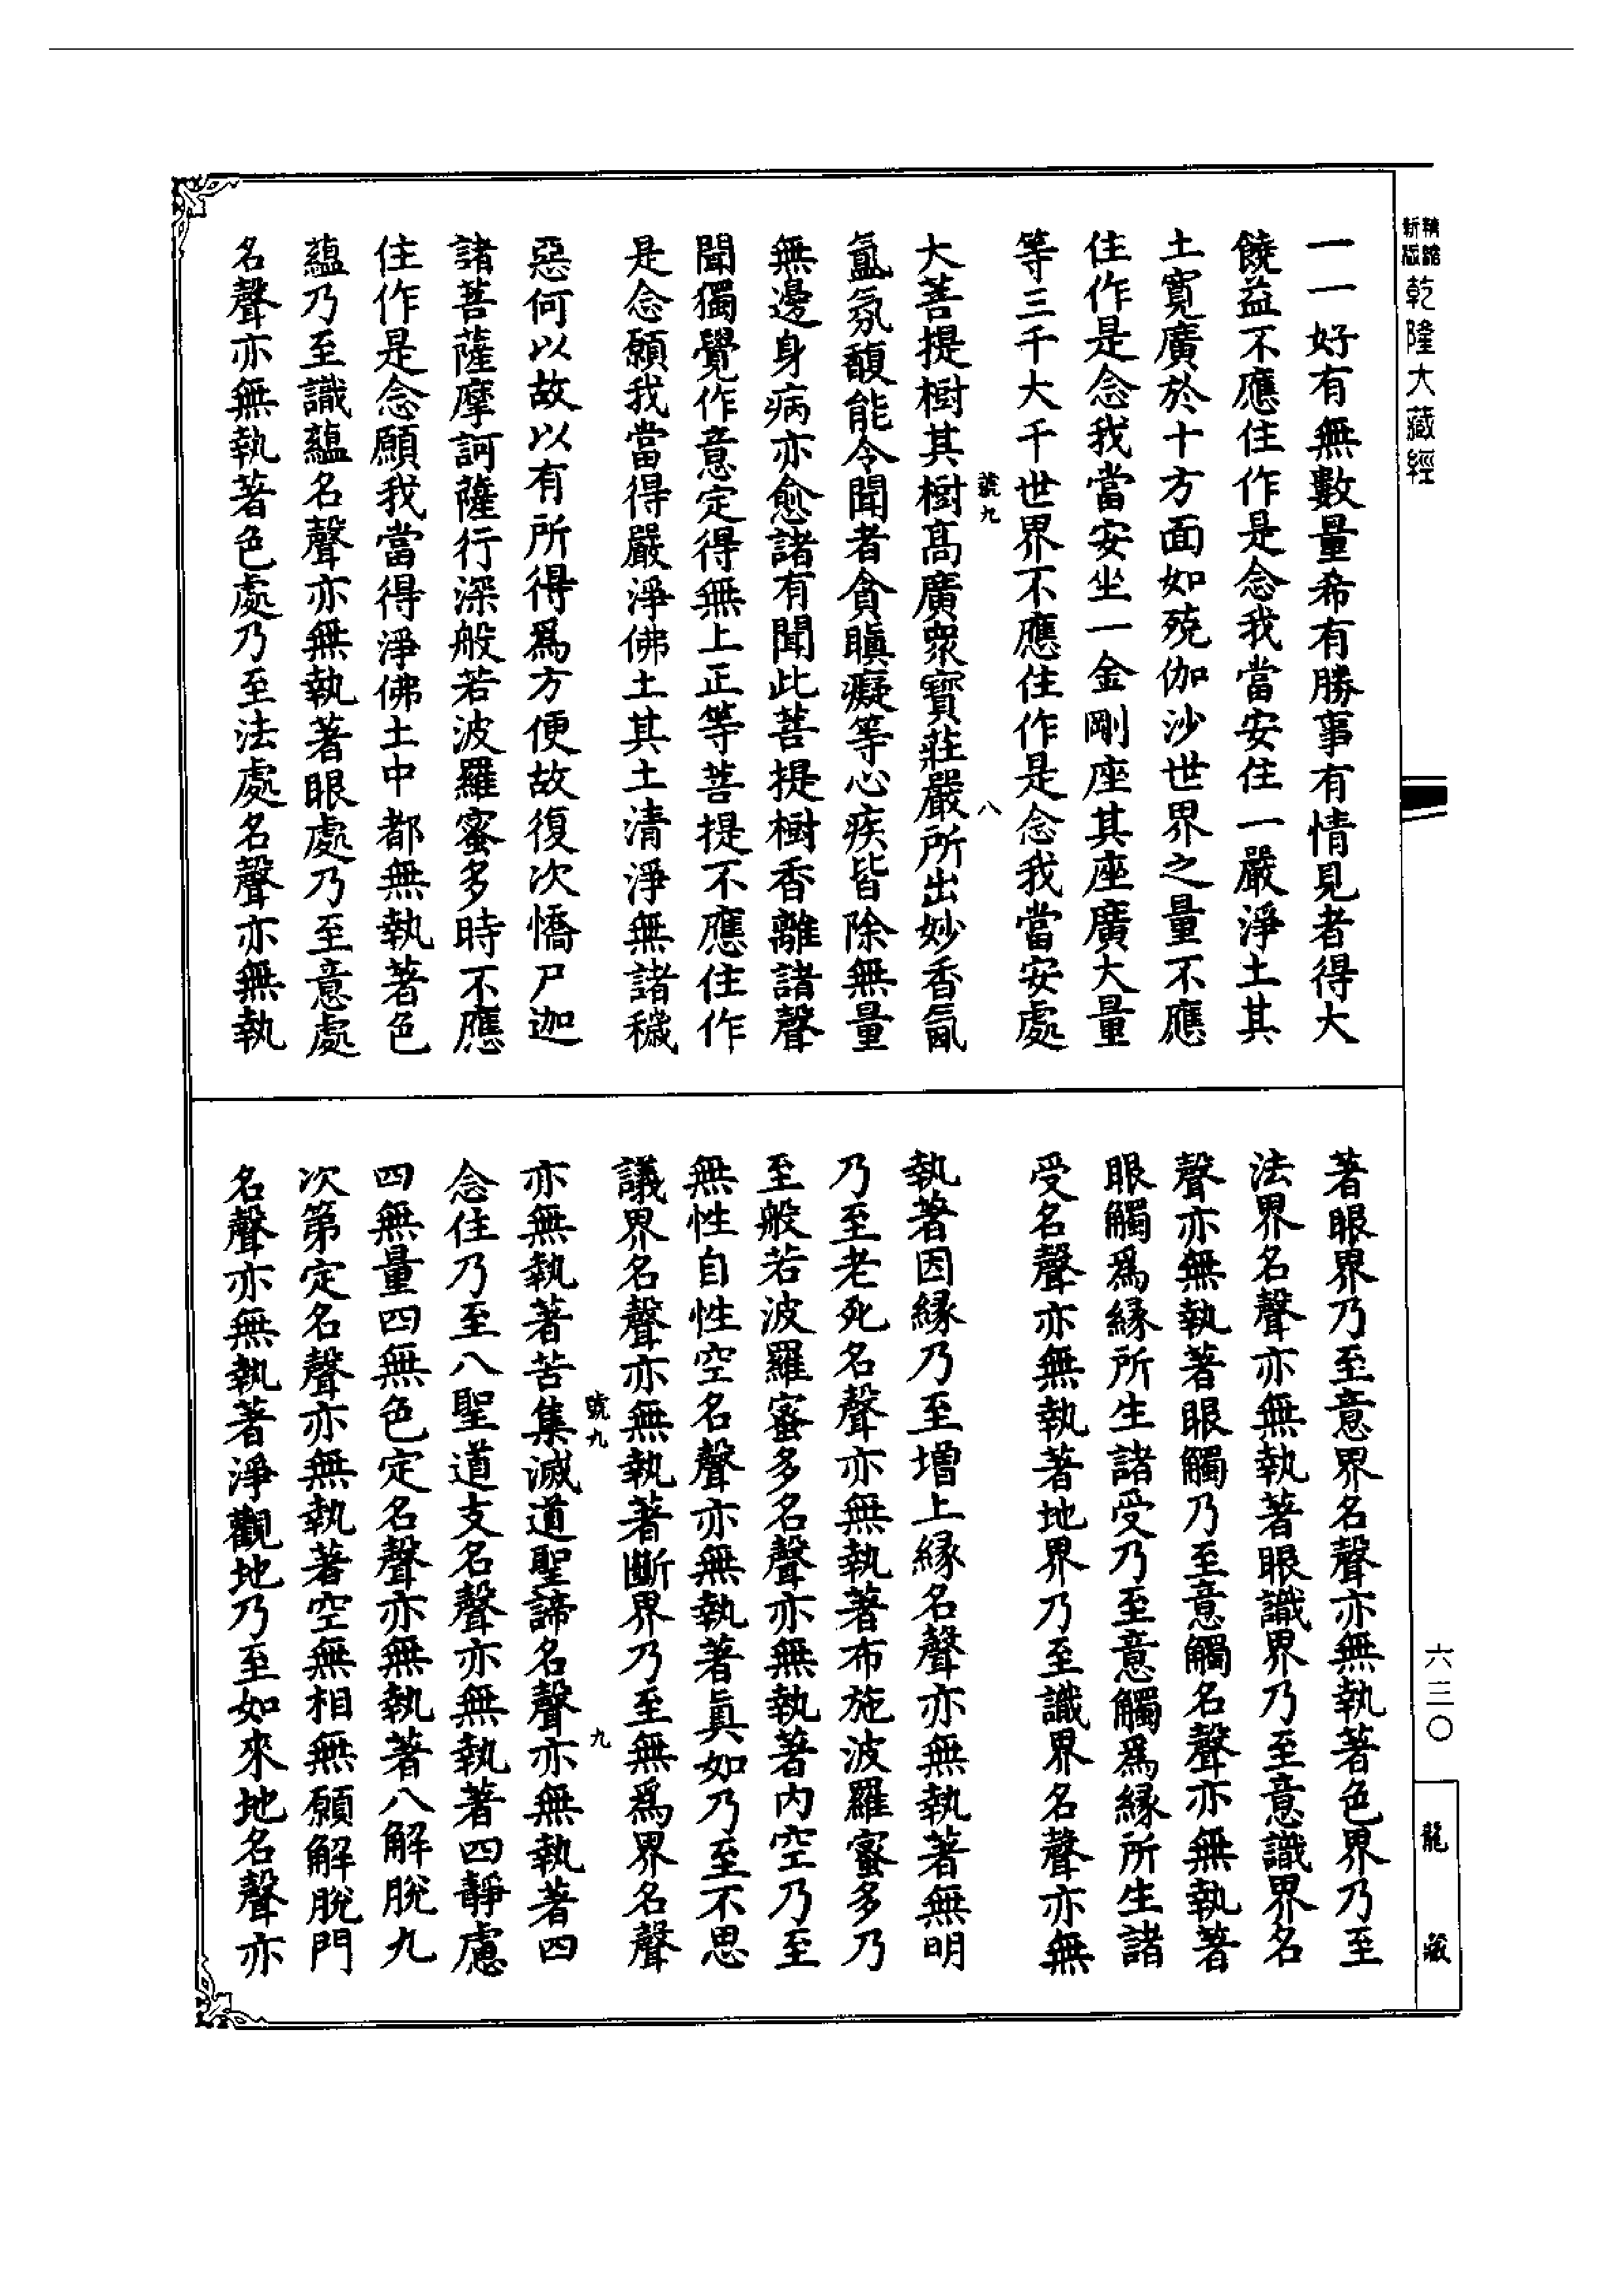 精縮
新版
乾隆大藏經
一一好有無數量希有勝事有情見者得大
饒益不應住作是念我當安住一嚴淨土其
土寬廣於十方面如殑伽沙世界之量不應
住作是念我當安坐一金剛座其座廣大量
等三千大千世界不應住作是念我當安處
號九 八
大菩提樹其樹高廣眾寶莊嚴所出妙香氤
氳氛馥能令聞者貪瞋癡等心疾皆除無量
無邊身病亦愈諸有聞此菩提樹香離諸聲
聞獨覺作意定得無上正等菩提不應住作
是念願我當得嚴淨佛土其土清淨無諸穢
惡何以故以有所得為方便故復次憍尸迦
諸菩薩摩訶薩行深般若波羅蜜多時不應
住作是念願我當得淨佛土中都無執著色
蘊乃至識蘊名聲亦無執著眼處乃至意處
名聲亦無執著色處乃至法處名聲亦無執
著眼界乃至意界名聲亦無執著色界乃至
法界名聲亦無執著眼識界乃至意識界名
聲亦無執著眼觸乃至意觸名聲亦無執著
眼觸爲緣所生諸受乃至意觸爲緣所生諸
受名聲亦無執著地界乃至識界名聲亦無
執著因緣乃至增上緣名聲亦無執著無明
乃至老死名聲亦無執著布施波羅蜜多乃
至般若波羅蜜多名聲亦無執著內空乃至
無性自性空名聲亦無執著真如乃至不思
議界名聲亦無執著斷界乃至無爲界名聲
號九 九
亦無執著苦集滅道聖諦名聲亦無執著四
念住乃至八聖道支名聲亦無執著四靜慮
四無量四無色定名聲亦無執著八解脫九
次第定名聲亦無執著空無相無願解脫門
名聲亦無執著淨觀地乃至如來地名聲亦
六三〇
龍藏